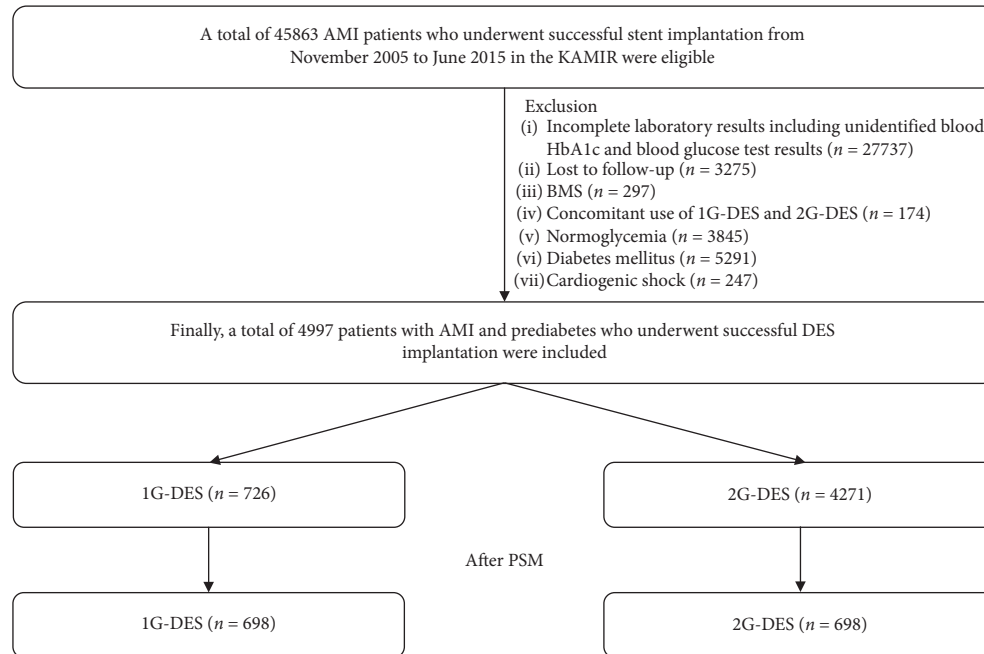 A total of 45863 AMI patients who underwent successful stent implantation from
November 2005 to June 2015 in the KAMIR were eligible
Exclusion
(i) Incomplete laboratory results including unidentified blood
HbA1c and blood glucose test results (n = 27737)
(ii) Lost to follow-up (n = 3275)
(iii) BMS (n = 297)
(iv) Concomitant use of 1G-DES and 2G-DES (n = 174)
(v) Normoglycemia (n = 3845)
(vi) Diabetes mellitus (n = 5291)
(vii) Cardiogenic shock (n = 247)
Finally, a total of 4997 patients with AMI and prediabetes who underwent successful DES
implantation were included
1G-DES (n = 726)
2G-DES (n = 4271)
After PSM
1G-DES (n = 698)
2G-DES (n = 698)